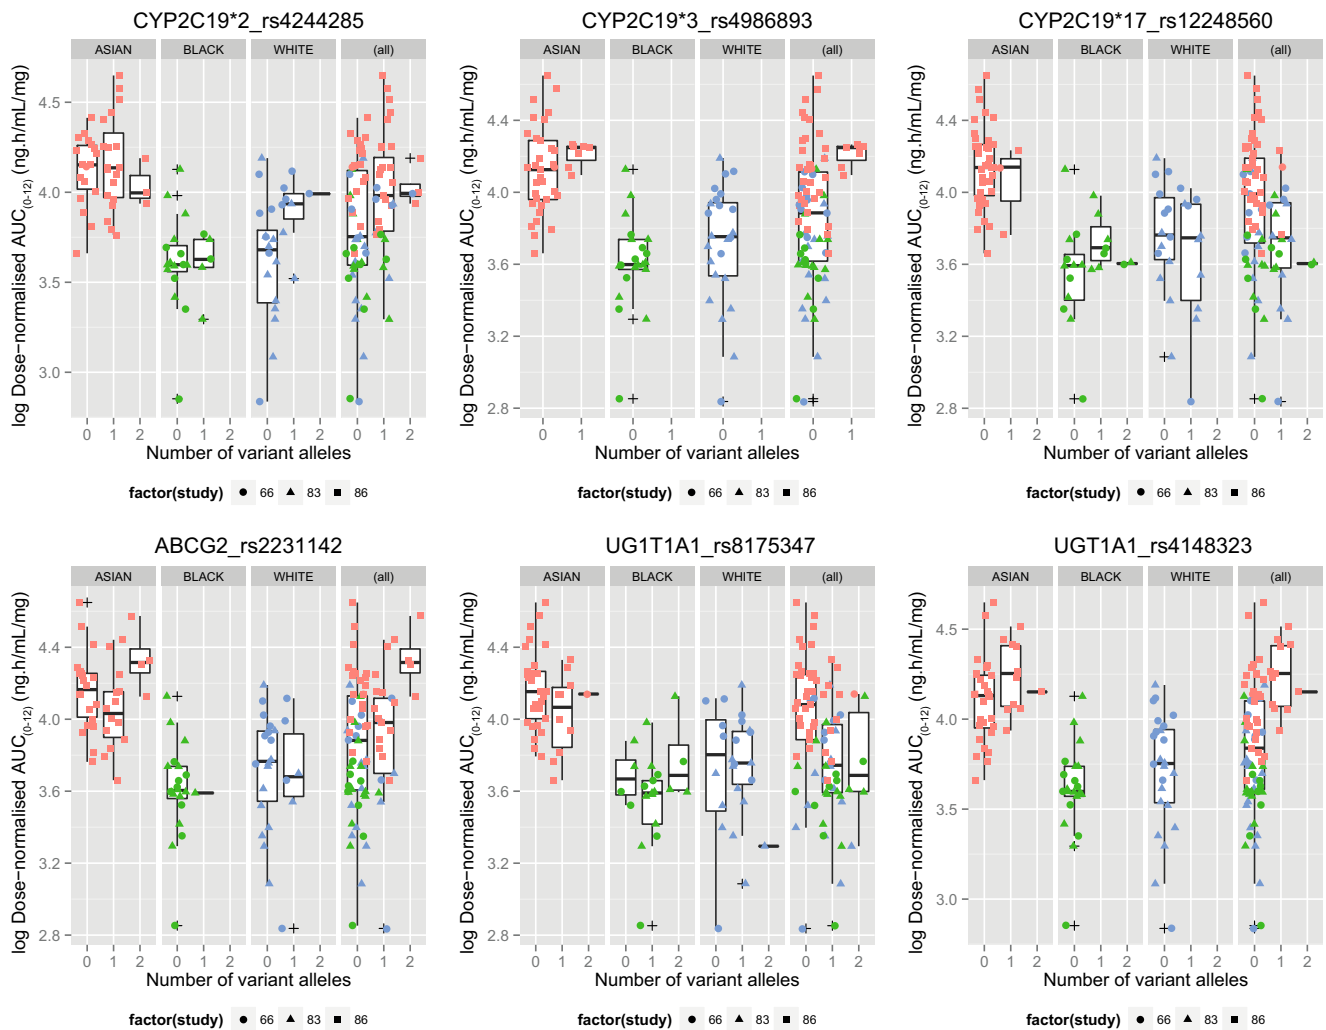 CYP2C19*2_rs4244285
ASIAN BLACK WHITE (all)
log Dose−normalised AUC(0-12) (ng.h/mL/mg)
4.5
4.0
3.5
3.0
0 1 2 0 1 2 0 1 2 0 1 2
Number of variant alleles
factor(study) 66 83 86
CYP2C19*3_rs4986893
ASIAN BLACK WHITE (all)
log Dose−normalised AUC(0-12) (ng.h/mL/mg)
4.4
4.0
3.6
3.2
2.8
0 1 0 1 0 1 0 1
Number of variant alleles
factor(study) 66 83 86
CYP2C19*17_rs12248560
ASIAN BLACK WHITE (all)
log Dose−normalised AUC(0-12) (ng.h/mL/mg)
4.4
4.0
3.6
3.2
2.8
0 1 2 0 1 2 0 1 2 0 1 2
Number of variant alleles
factor(study) 66 83 86
ABCG2_rs2231142
ASIAN BLACK WHITE (all)
log Dose−normalised AUC(0-12) (ng.h/mL/mg)
4.4
4.0
3.6
3.2
2.8
0 1 2 0 1 2 0 1 2 0 1 2
Number of variant alleles
factor(study) 66 83 86
UG1T1A1_rs8175347
ASIAN BLACK WHITE (all)
log Dose−normalised AUC(0-12) (ng.h/mL/mg)
4.4
4.0
3.6
3.2
2.8
0 1 2 0 1 2 0 1 2 0 1 2
Number of variant alleles
factor(study) 66 83 86
UGT1A1_rs4148323
ASIAN BLACK WHITE (all)
log Dose−normalised AUC(0-12) (ng.h/mL/mg)
4.5
4.0
3.5
3.0
0 1 2 0 1 2 0 1 2 0 1 2
Number of variant alleles
factor(study) 66 83 86